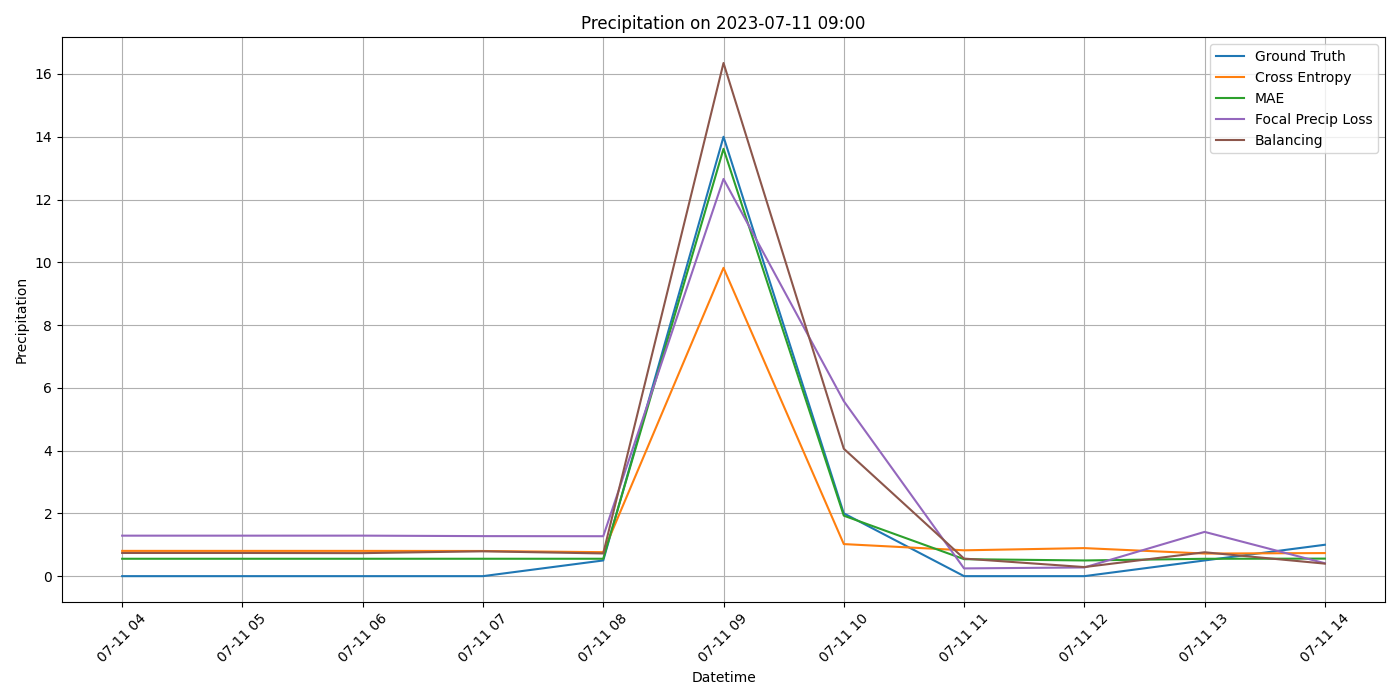 Precipitation on 2023-07-11 09:00
Ground Truth
Cross Entropy
MAE
Focal Precip Loss
Balancing
16
14
12
10
8
6
4
2
0
Precipitation
07-11 04
07-11 05
07-11 06
07-11 07
07-11 08
07-11 09
07-11 10
07-11 11
07-11 12
07-11 13
07-11 14
Datetime